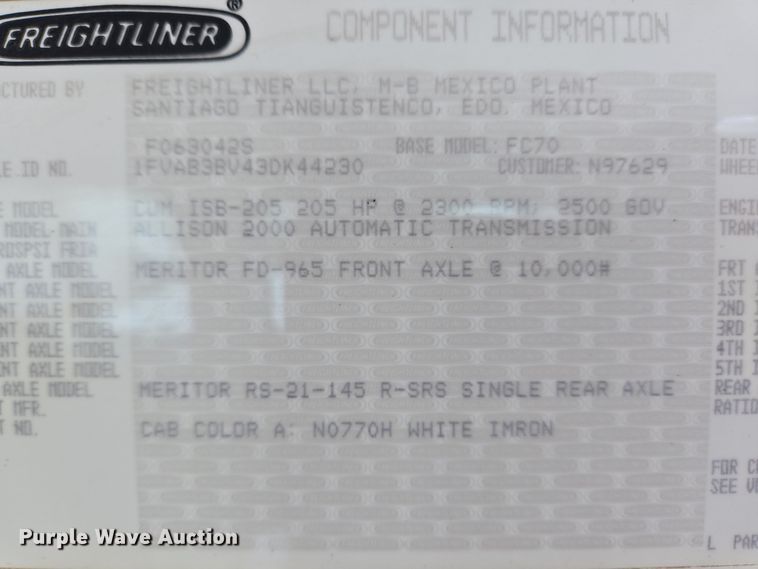 FREIGHTLINER® COMPONENT INFORMATION
CTURED BY FREIGHTLINER LLC, M-B MEXICO PLANT
SANTIAGO TIANGUISTENCO, EDO. MEXICO
F063042S BASE MODEL: FC70 DATE
LE ID NO. 1FVAB3BV43DK44230 CUSTOMER: N97629 WHEEL
E MODEL CUM ISB-205 205 HP @ 2300 RPM; 2500 GOV ENGI
MODEL-MAIN ALLISON 2000 AUTOMATIC TRANSMISSION TRAN
AXLE MODEL MERITOR FD-965 FRONT AXLE @ 10,000# FRT
NT AXLE MODEL 1ST I
NT AXLE MODEL 2ND I
NT AXLE MODEL 3RD I
NT AXLE MODEL 4TH I
NT AXLE MODEL 5TH I
AXLE MODEL MERITOR RS-21-145 R-SRS SINGLE REAR AXLE REAR
T MFR. RATIO
T NO. CAB COLOR A: N0770H WHITE IMRON
FOR C
SEE V
L PAR
Purple Wave Auction